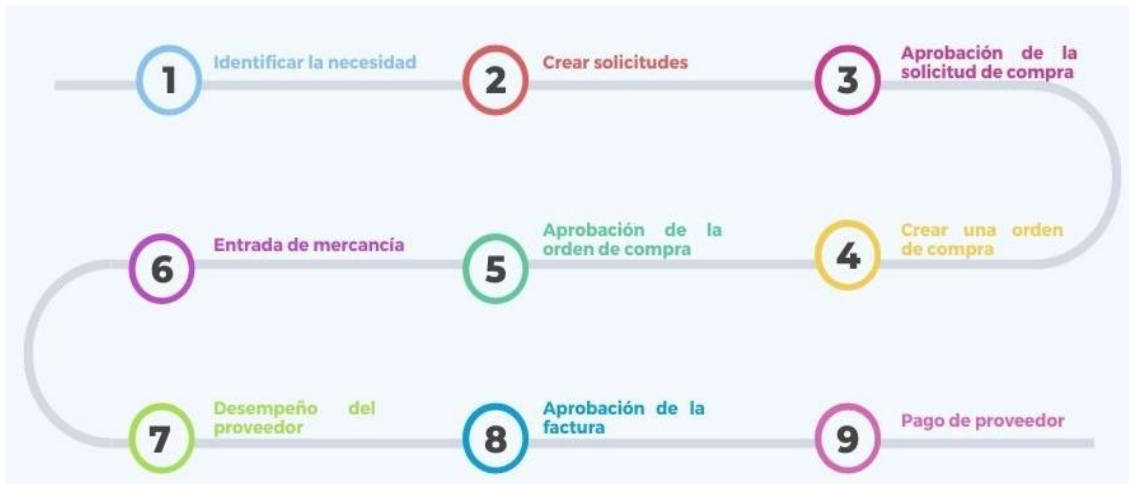 1
Identificar la necesidad
2
Crear solicitudes
3
Aprobación de la
solicitud de compra
4
Crear una orden
de compra
5
Aprobación de la
orden de compra
6
Entrada de mercancía
7
Desempeño del
proveedor
8
Aprobación de la
factura
9
Pago de proveedor